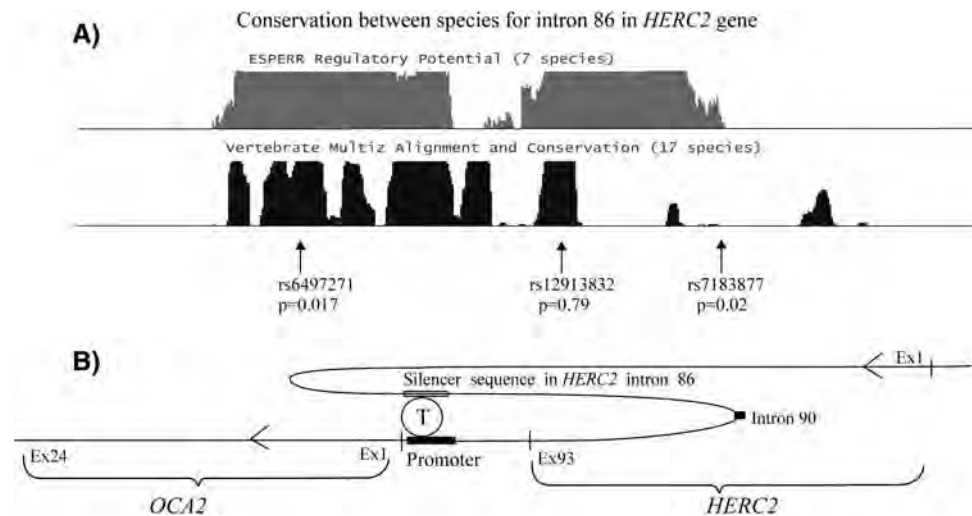 Conservation between species for intron 86 in HERC2 gene
A)
ESPERR Regulatory Potential (7 species)
Vertebrate Multiz Alignment and Conservation (17 species)
rs6497271
p=0.017
rs12913832
p=0.79
rs7183877
p=0.02
B)
Ex1
Silencer sequence in HERC2 intron 86
T
Intron 90
Ex24
Ex1
Promoter
Ex93
OCA2
HERC2